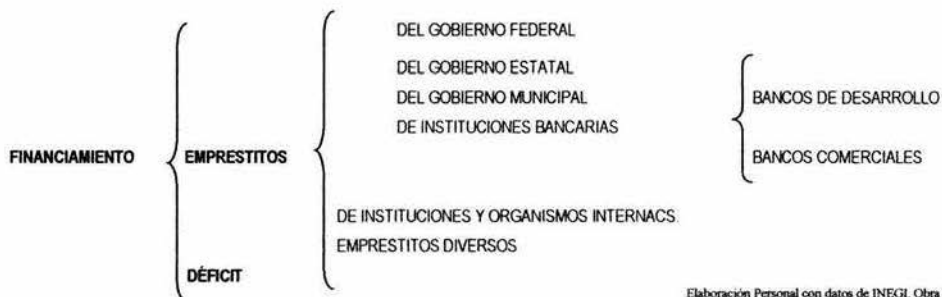 DEL GOBIERNO FEDERAL
DEL GOBIERNO ESTATAL
DEL GOBIERNO MUNICIPAL
BANCOS DE DESARROLLO
DE INSTITUCIONES BANCARIAS
FINANCIAMIENTO
EMPRESTITOS
BANCOS COMERCIALES
DE INSTITUCIONES Y ORGANISMOS INTERNACS.
EMPRESTITOS DIVERSOS
DÉFICIT
Elaboración Personal con datos de INEGI. Obra